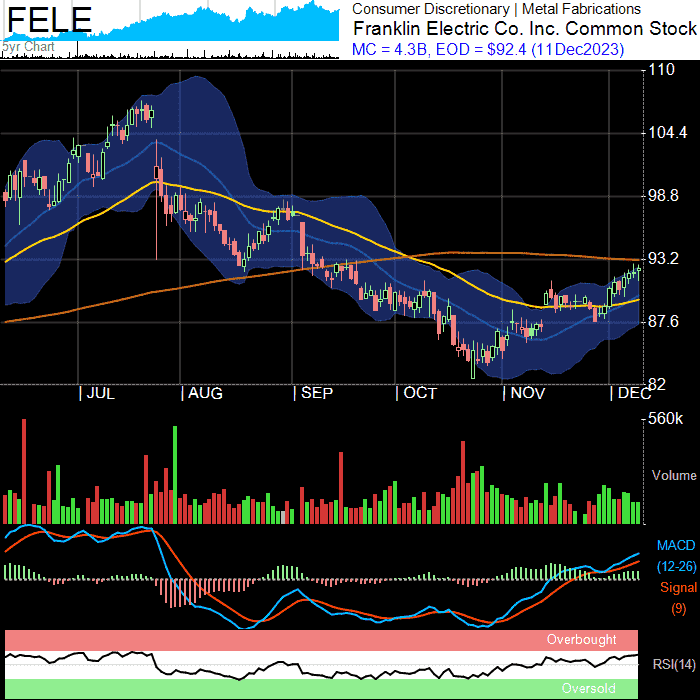 FELE
5yr Chart
Consumer Discretionary | Metal Fabrications
Franklin Electric Co. Inc. Common Stock
MC = 4.3B, EOD = $92.4 (11Dec2023)
110
104.4
98.8
93.2
87.6
82
| JUL | AUG | SEP | OCT | NOV | DEC
560k
Volume
MACD
(12-26)
Signal
(9)
Overbought
RSI(14)
Oversold